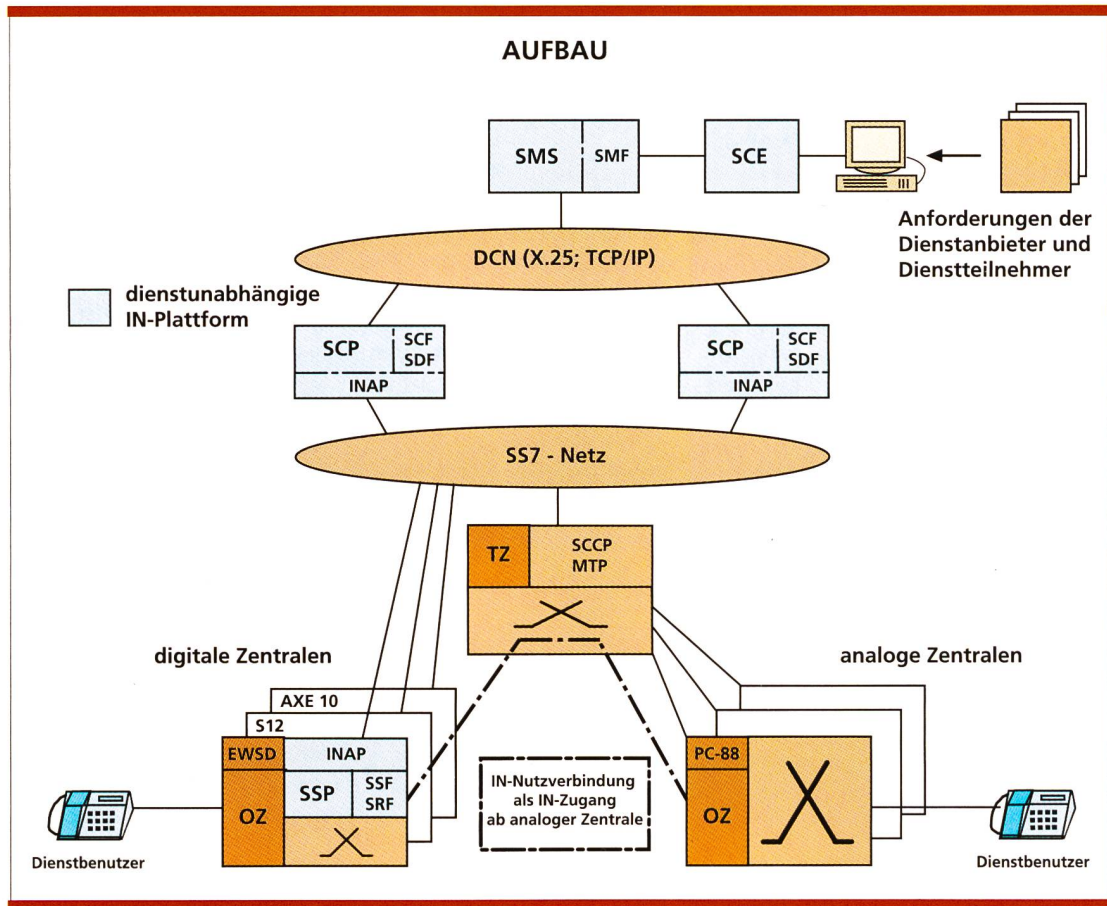 AUFBAU
SMS
SMF
SCE
Anforderungen der
Dienstanbieter und
Dienstteilnehmer
DCN (X.25; TCP/IP)
dienstunabhängige
IN-Plattform
SCP
SCF
SDF
INAP
SCP
SCF
SDF
INAP
SS7 - Netz
TZ
SCCP
MTP
digitale Zentralen
analoge Zentralen
AXE 10
S12
EWSD
INAP
SSP
SSF
SRF
OZ
IN-Nutzverbindung
als IN-Zugang
ab analoger Zentrale
PC-88
OZ
Dienstbenutzer
Dienstbenutzer